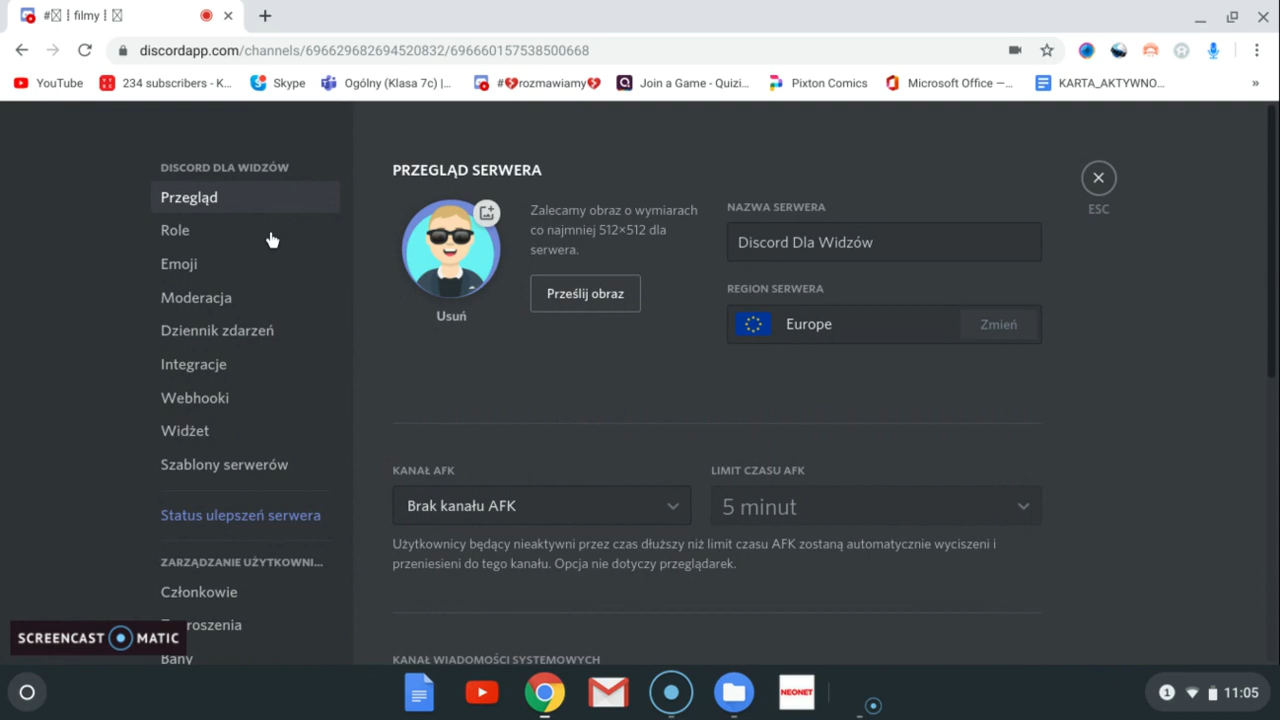 #  ┊ filmy ┊
discordapp.com/channels/696629682694520832/696660157538500668
YouTube
234 subscribers - K...
Skype
Ogólny (Klasa 7c) |...
#💔rozmawiamy💔
Join a Game - Quizi...
Pixton Comics
Microsoft Office —...
KARTA_AKTYWNO...
»
DISCORD DLA WIDZÓW
Przegląd
Role
Emoji
Moderacja
Dziennik zdarzeń
Integracje
Webhooki
Widżet
Szablony serwerów
Status ulepszeń serwera
ZARZĄDZANIE UŻYTKOWNI...
Członkowie
roszenia
Bany
PRZEGLĄD SERWERA
Usuń
Zalecamy obraz o wymiarach
co najmniej 512×512 dla
serwera.
Prześlij obraz
NAZWA SERWERA
Discord Dla Widzów
REGION SERWERA
Europe
Zmień
ESC
KANAŁ AFK
Brak kanału AFK
LIMIT CZASU AFK
5 minut
Użytkownicy będący nieaktywni przez czas dłuższy niż limit czasu AFK zostaną automatycznie wyciszeni i
przeniesieni do tego kanału. Opcja nie dotyczy przeglądarek.
KANAŁ WIADOMOŚCI SYSTEMOWYCH
SCREENCAST MATIC
NEONET
1
11:05